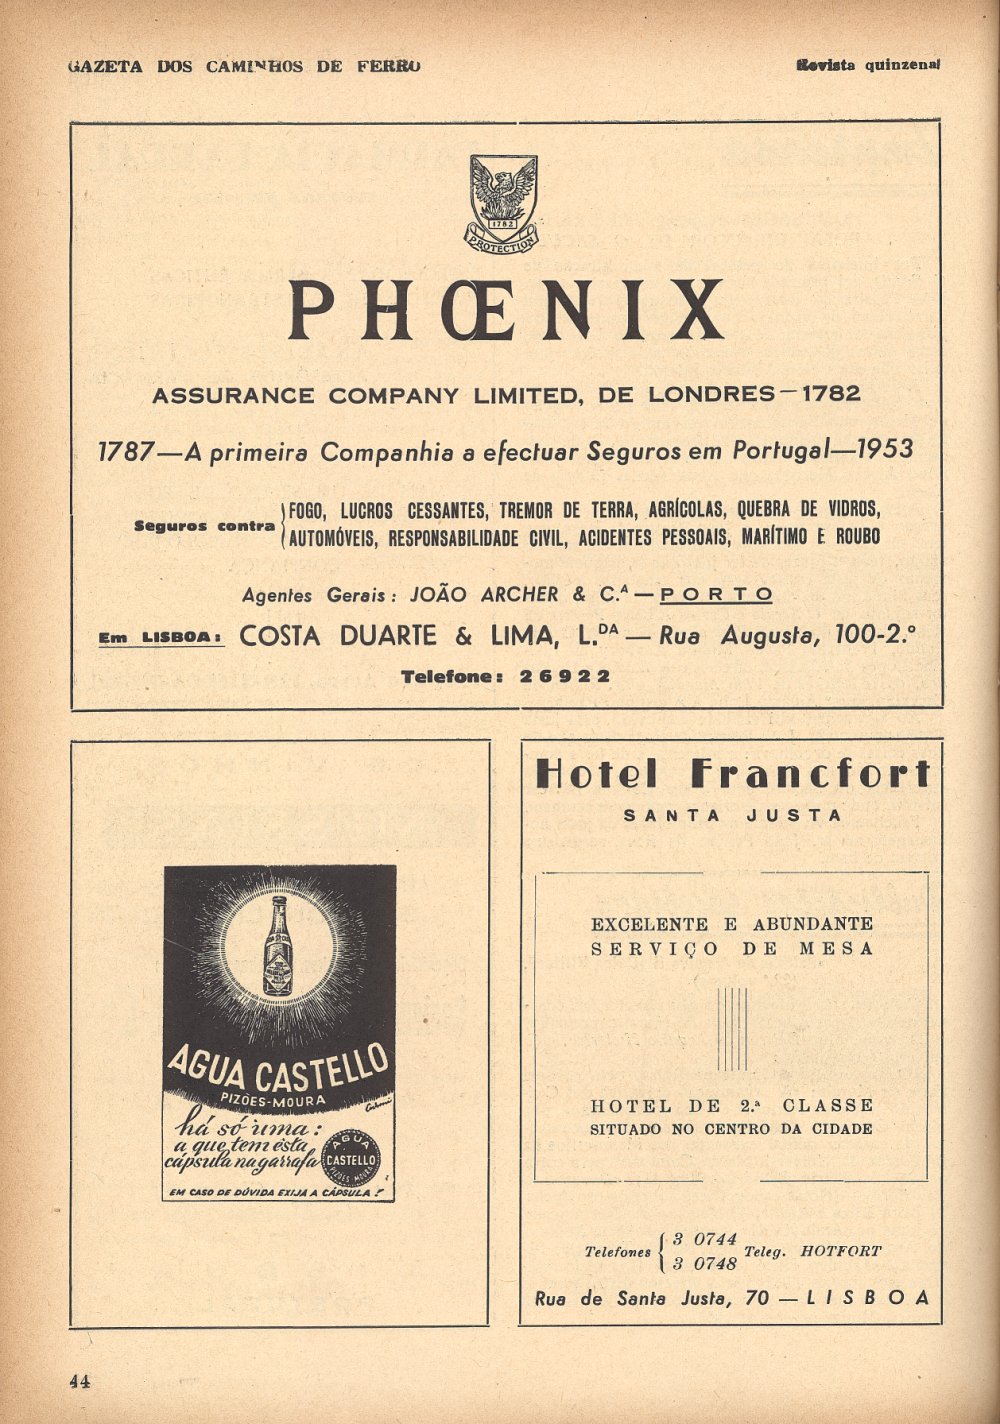 GAZETA DOS CAMINHOS DE FERRO
Revista quinzenal
1782
PROTECTION
PHŒNIX
ASSURANCE COMPANY LIMITED, DE LONDRES—1782
1787—A primeira Companhia a efectuar Seguros em Portugal—1953
Seguros contra
FOGO, LUCROS CESSANTES, TREMOR DE TERRA, AGRÍCOLAS, QUEBRA DE VIDROS,
AUTOMÓVEIS, RESPONSABILIDADE CIVIL, ACIDENTES PESSOAIS, MARÍTIMO E ROUBO
Agentes Gerais: JOÃO ARCHER & C.ᴬ — PORTO
Em LISBOA: COSTA DUARTE & LIMA, L.ᴰᴬ — Rua Augusta, 100-2.º
Telefone: 26922
AGUA CASTELLO
PIZÕES-MOURA
há só uma:
a que tem esta
cápsula na garrafa
AGUA
CASTELLO
PIZÕES-MOURA
EM CASO DE DÚVIDA EXIJA A CÁPSULA!
Hotel Francfort
SANTA JUSTA
EXCELENTE E ABUNDANTE
SERVIÇO DE MESA
HOTEL DE 2.ª CLASSE
SITUADO NO CENTRO DA CIDADE
Telefones 3 0744
3 0748 Teleg. HOTFORT
Rua de Santa Justa, 70 — LISBOA
44